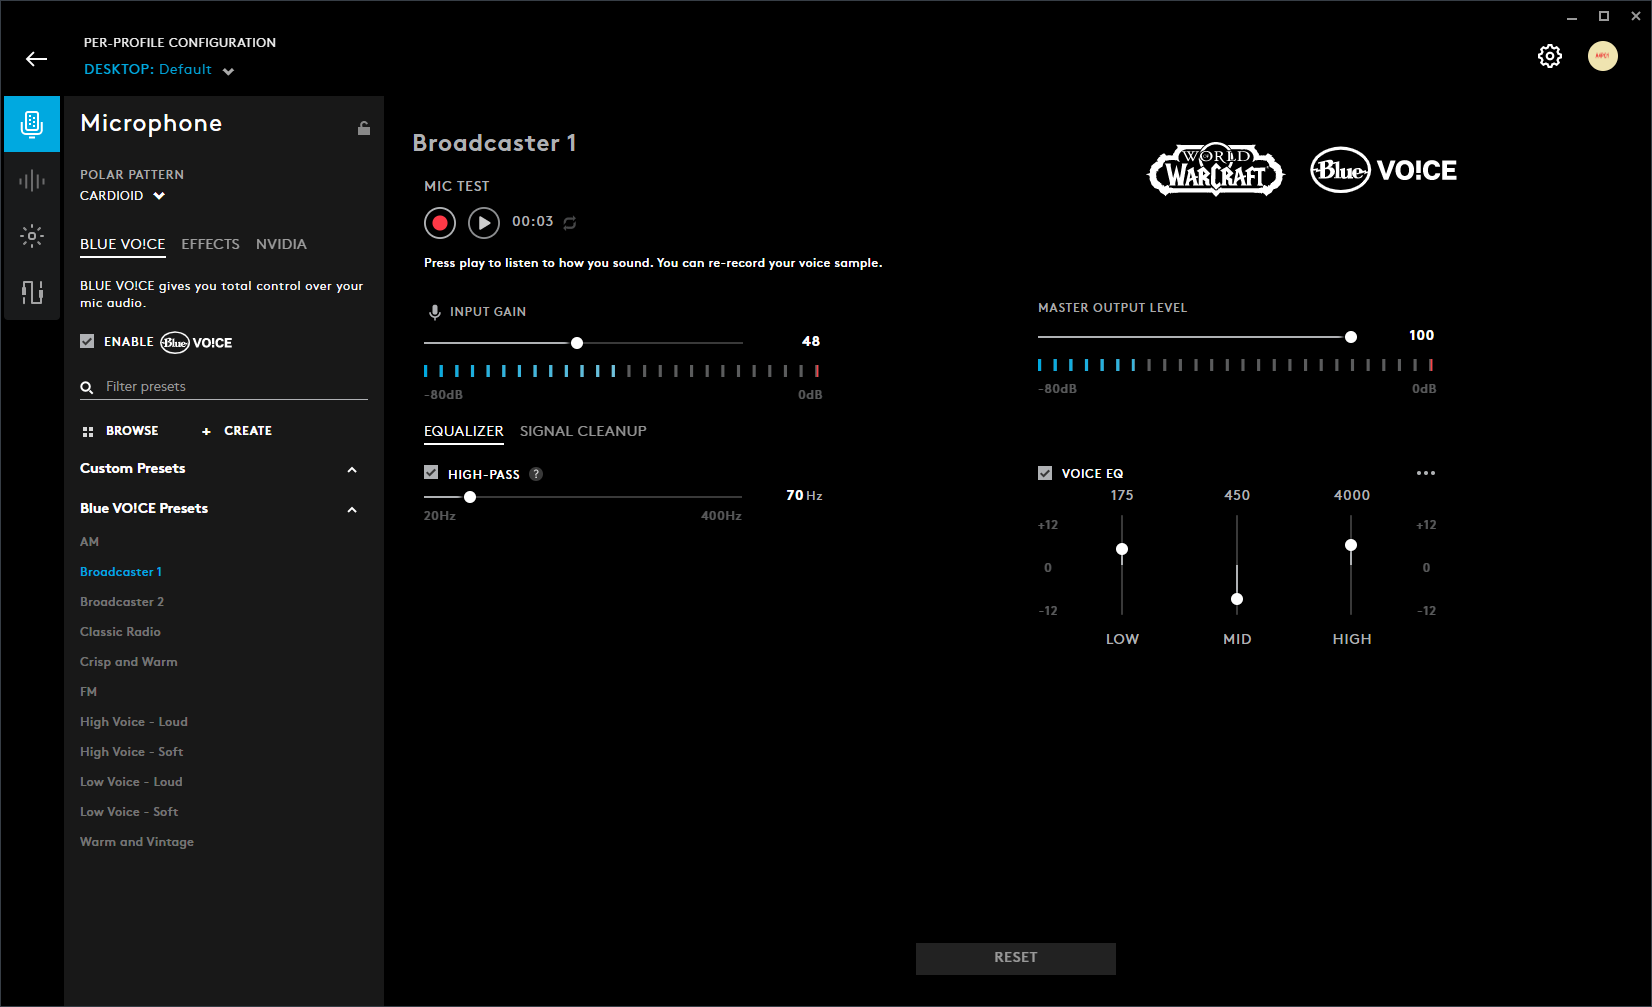 PER-PROFILE CONFIGURATION
DESKTOP: Default
Microphone
POLAR PATTERN
CARDIOID
BLUE VO!CE EFFECTS NVIDIA
BLUE VO!CE gives you total control over your
mic audio.
ENABLE Blue VO!CE
Filter presets
BROWSE + CREATE
Custom Presets
Blue VO!CE Presets
AM
Broadcaster 1
Broadcaster 2
Classic Radio
Crisp and Warm
FM
High Voice - Loud
High Voice - Soft
Low Voice - Loud
Low Voice - Soft
Warm and Vintage
Broadcaster 1
WORLD
WARCRAFT
Blue VO!CE
MIC TEST
00:03
Press play to listen to how you sound. You can re-record your voice sample.
INPUT GAIN
48
-80dB 0dB
MASTER OUTPUT LEVEL
100
-80dB 0dB
EQUALIZER SIGNAL CLEANUP
HIGH-PASS ?
70 Hz
20Hz 400Hz
VOICE EQ
175 450 4000
+12 +12
0 0
-12 -12
LOW MID HIGH
RESET